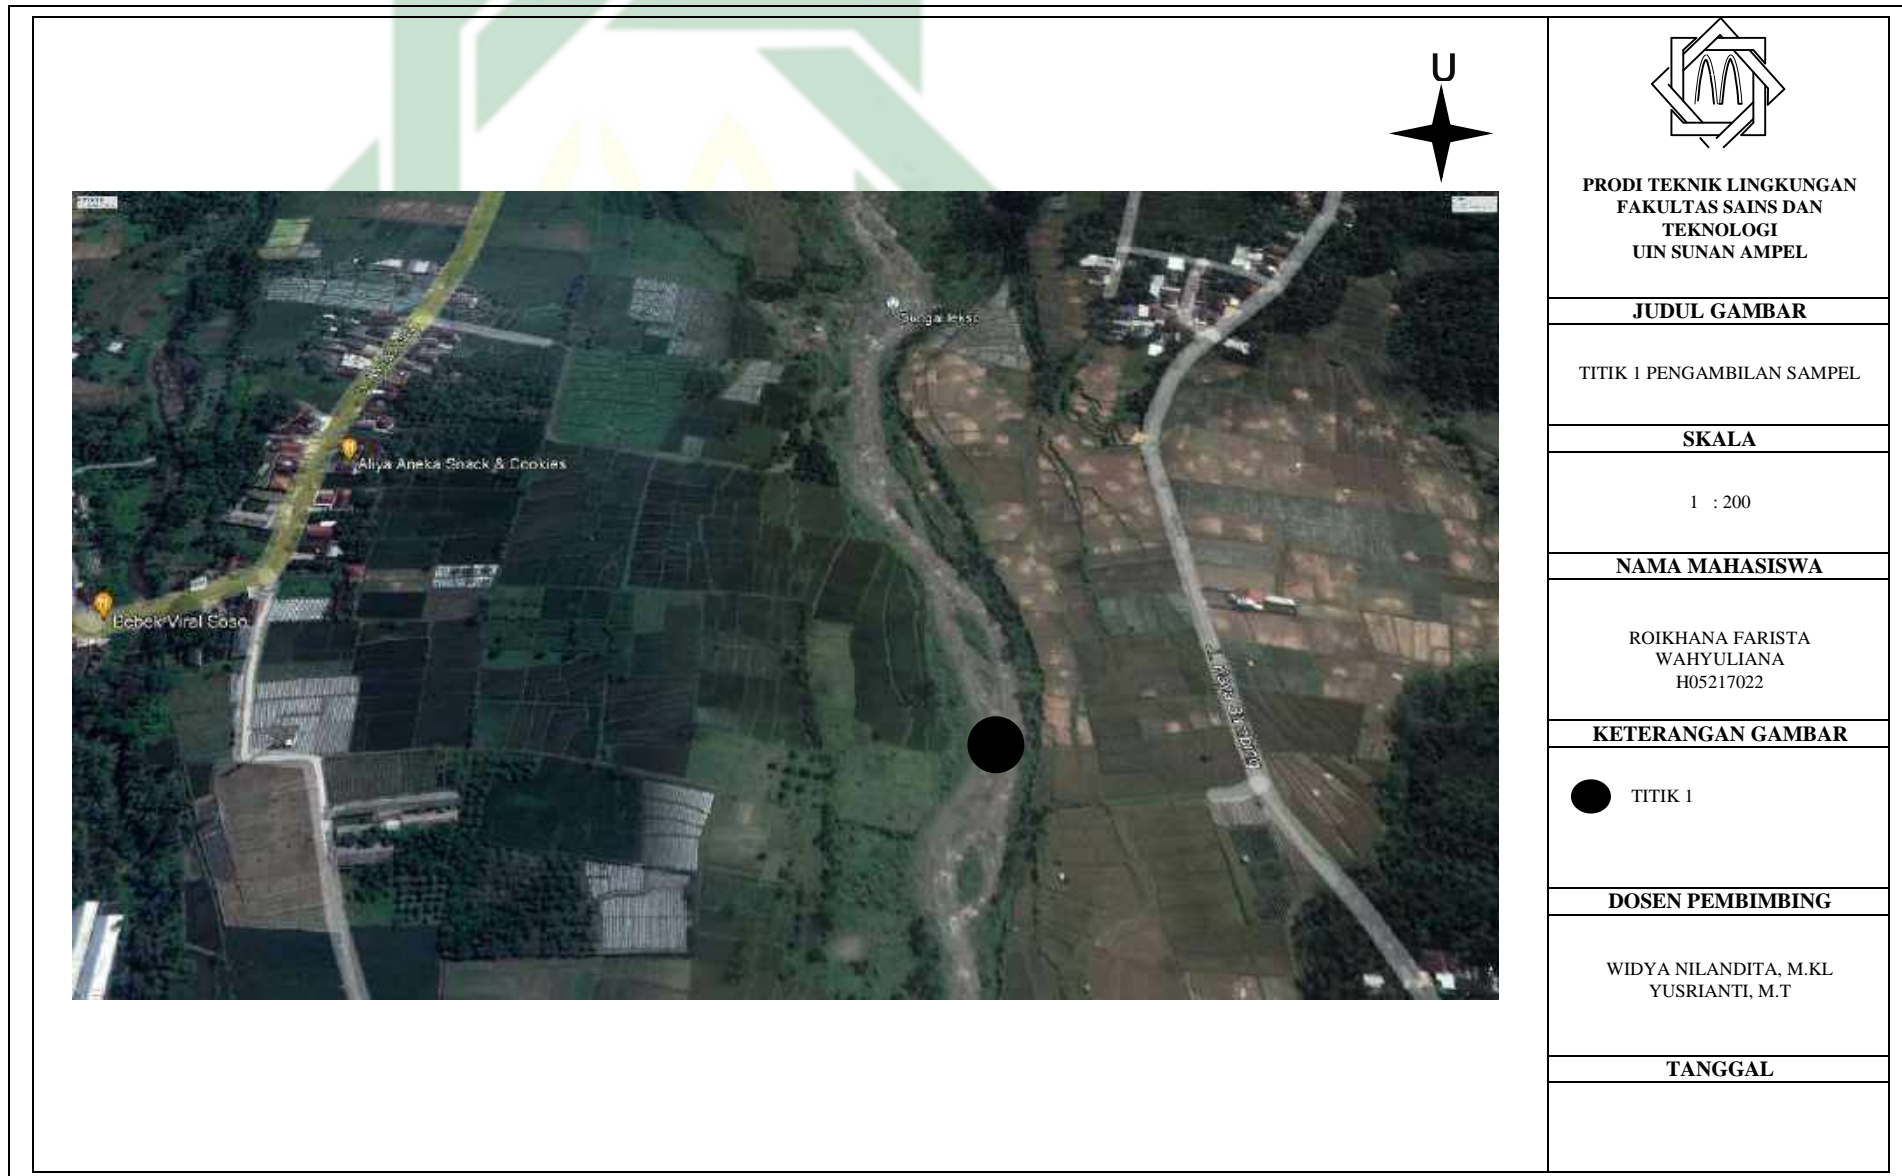 U
Sungai lekso
Aliya Aneka Snack & Cookies
Bebek Viral Soso
PRODI TEKNIK LINGKUNGAN
FAKULTAS SAINS DAN
TEKNOLOGI
UIN SUNAN AMPEL
JUDUL GAMBAR
TITIK 1 PENGAMBILAN SAMPEL
SKALA
1 : 200
NAMA MAHASISWA
ROIKHANA FARISTA
WAHYULIANA
H05217022
KETERANGAN GAMBAR
TITIK 1
DOSEN PEMBIMBING
WIDYA NILANDITA, M.KL
YUSRIANTI, M.T
TANGGAL